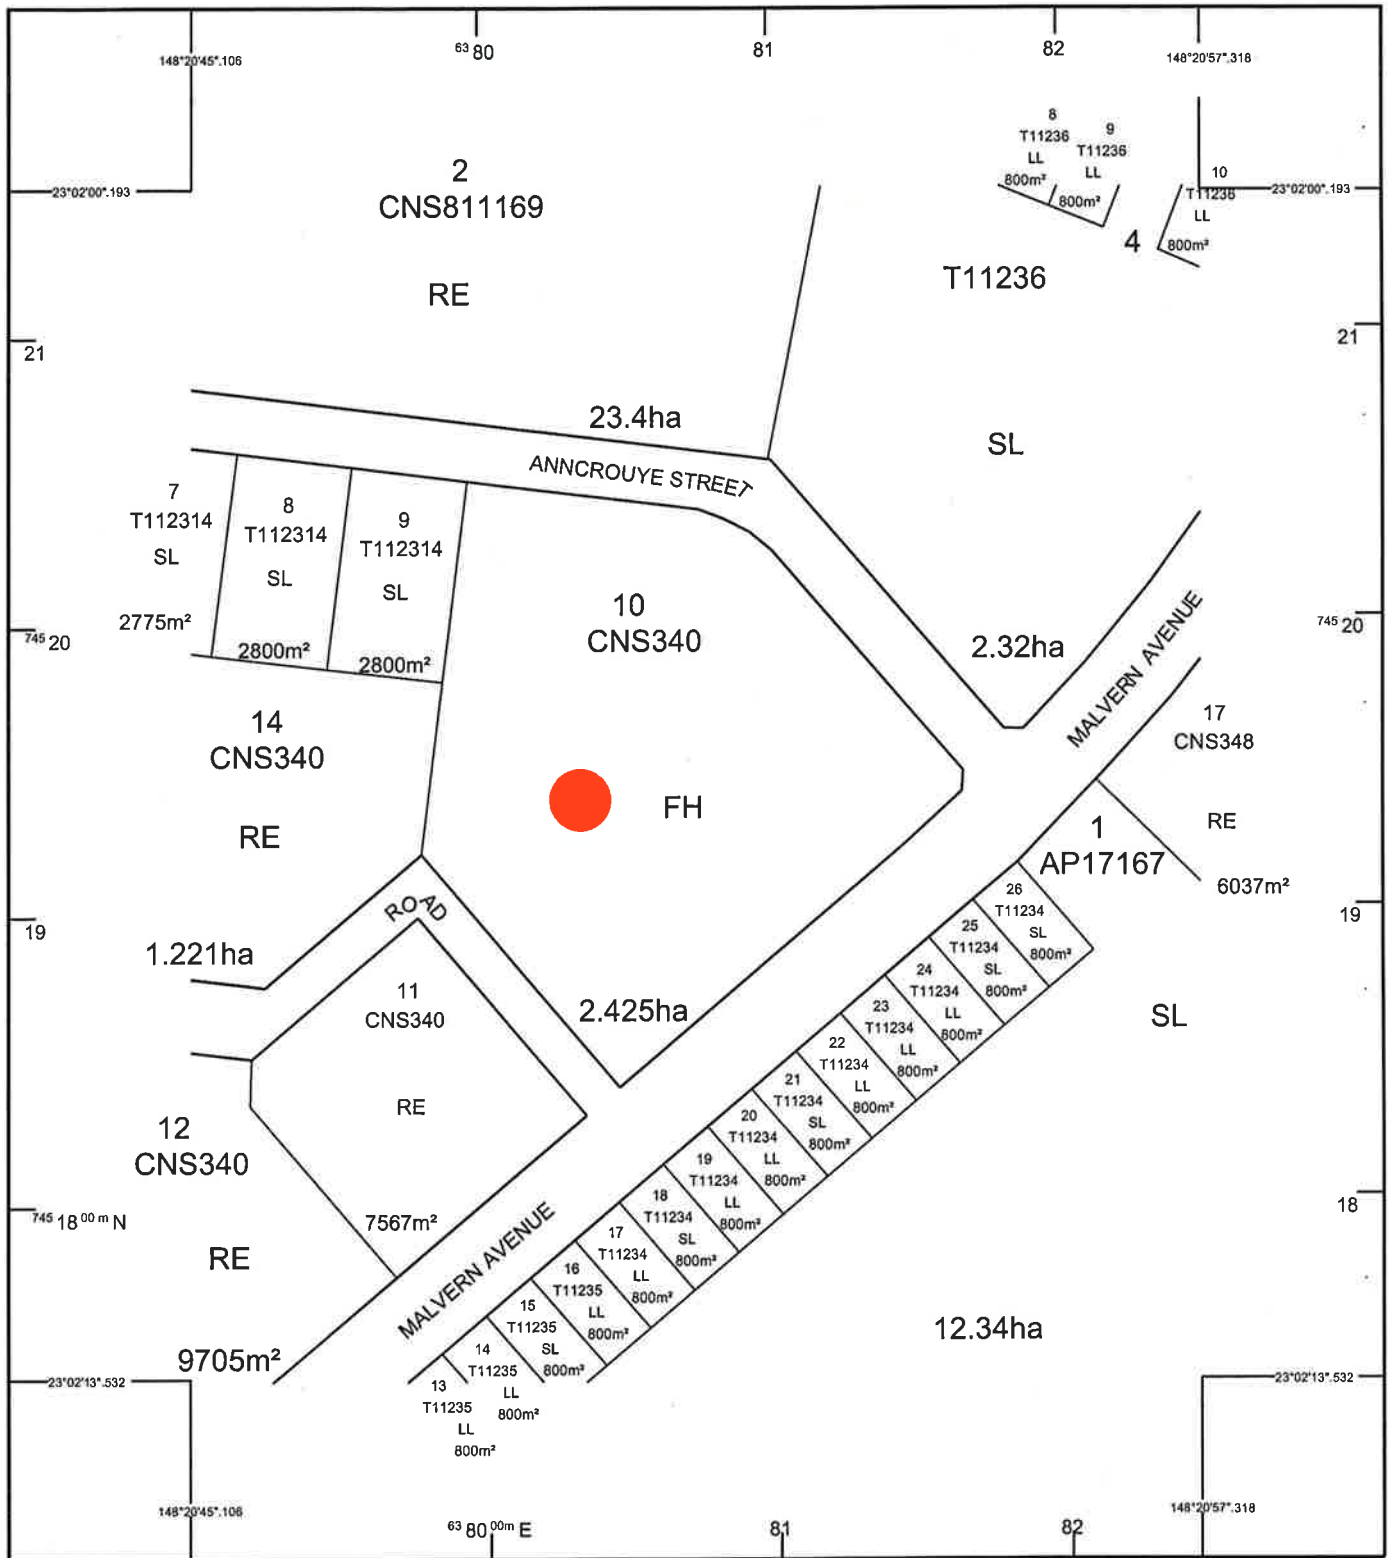 63 80
81
82
148°20'45".106
148°20'57".318
8
T11236
LL
800m²
9
T11236
LL
800m²
10
T11236
LL
800m²
23°02'00".193
23°02'00".193
2
CNS811169
RE
23.4ha
4
T11236
SL
2.32ha
21
21
ANNCROUYE STREET
7
T112314
SL
2775m²
8
T112314
SL
2800m²
9
T112314
SL
2800m²
10
CNS340
FH
2.425ha
745 20
745 20
MALVERN AVENUE
14
CNS340
RE
1.221ha
17
CNS348
RE
6037m²
1
AP17167
SL
12.34ha
19
19
ROAD
11
CNS340
RE
7567m²
26
T11234
SL
800m²
25
T11234
SL
800m²
24
T11234
LL
800m²
23
T11234
LL
800m²
22
T11234
LL
800m²
21
T11234
SL
800m²
20
T11234
LL
800m²
19
T11234
LL
800m²
18
T11234
SL
800m²
17
T11234
LL
800m²
16
T11235
LL
800m²
15
T11235
SL
800m²
14
T11235
LL
800m²
13
T11235
LL
800m²
12
CNS340
RE
9705m²
745 18 00 m N
18
MALVERN AVENUE
23°02'13".532
23°02'13".532
148°20'45".106
148°20'57".318
63 80 00m E
81
82